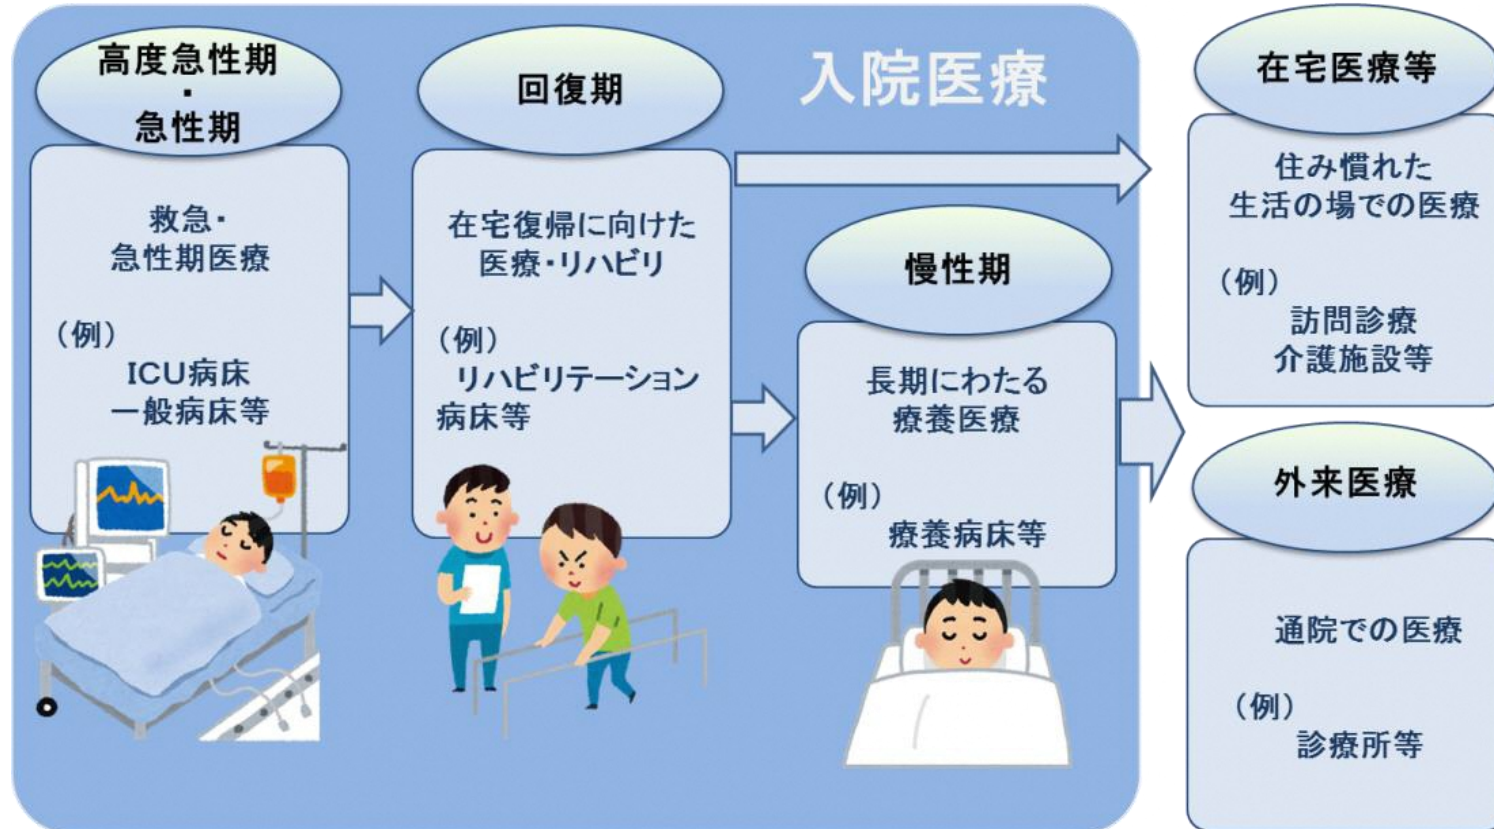 入院医療
高度急性期
・
急性期
救急・
急性期医療
（例）
ICU病床
一般病床等
回復期
在宅復帰に向けた
医療・リハビリ
（例）
リハビリテーション
病床等
慢性期
長期にわたる
療養医療
（例）
療養病床等
在宅医療等
住み慣れた
生活の場での医療
（例）
訪問診療
介護施設等
外来医療
通院での医療
（例）
診療所等